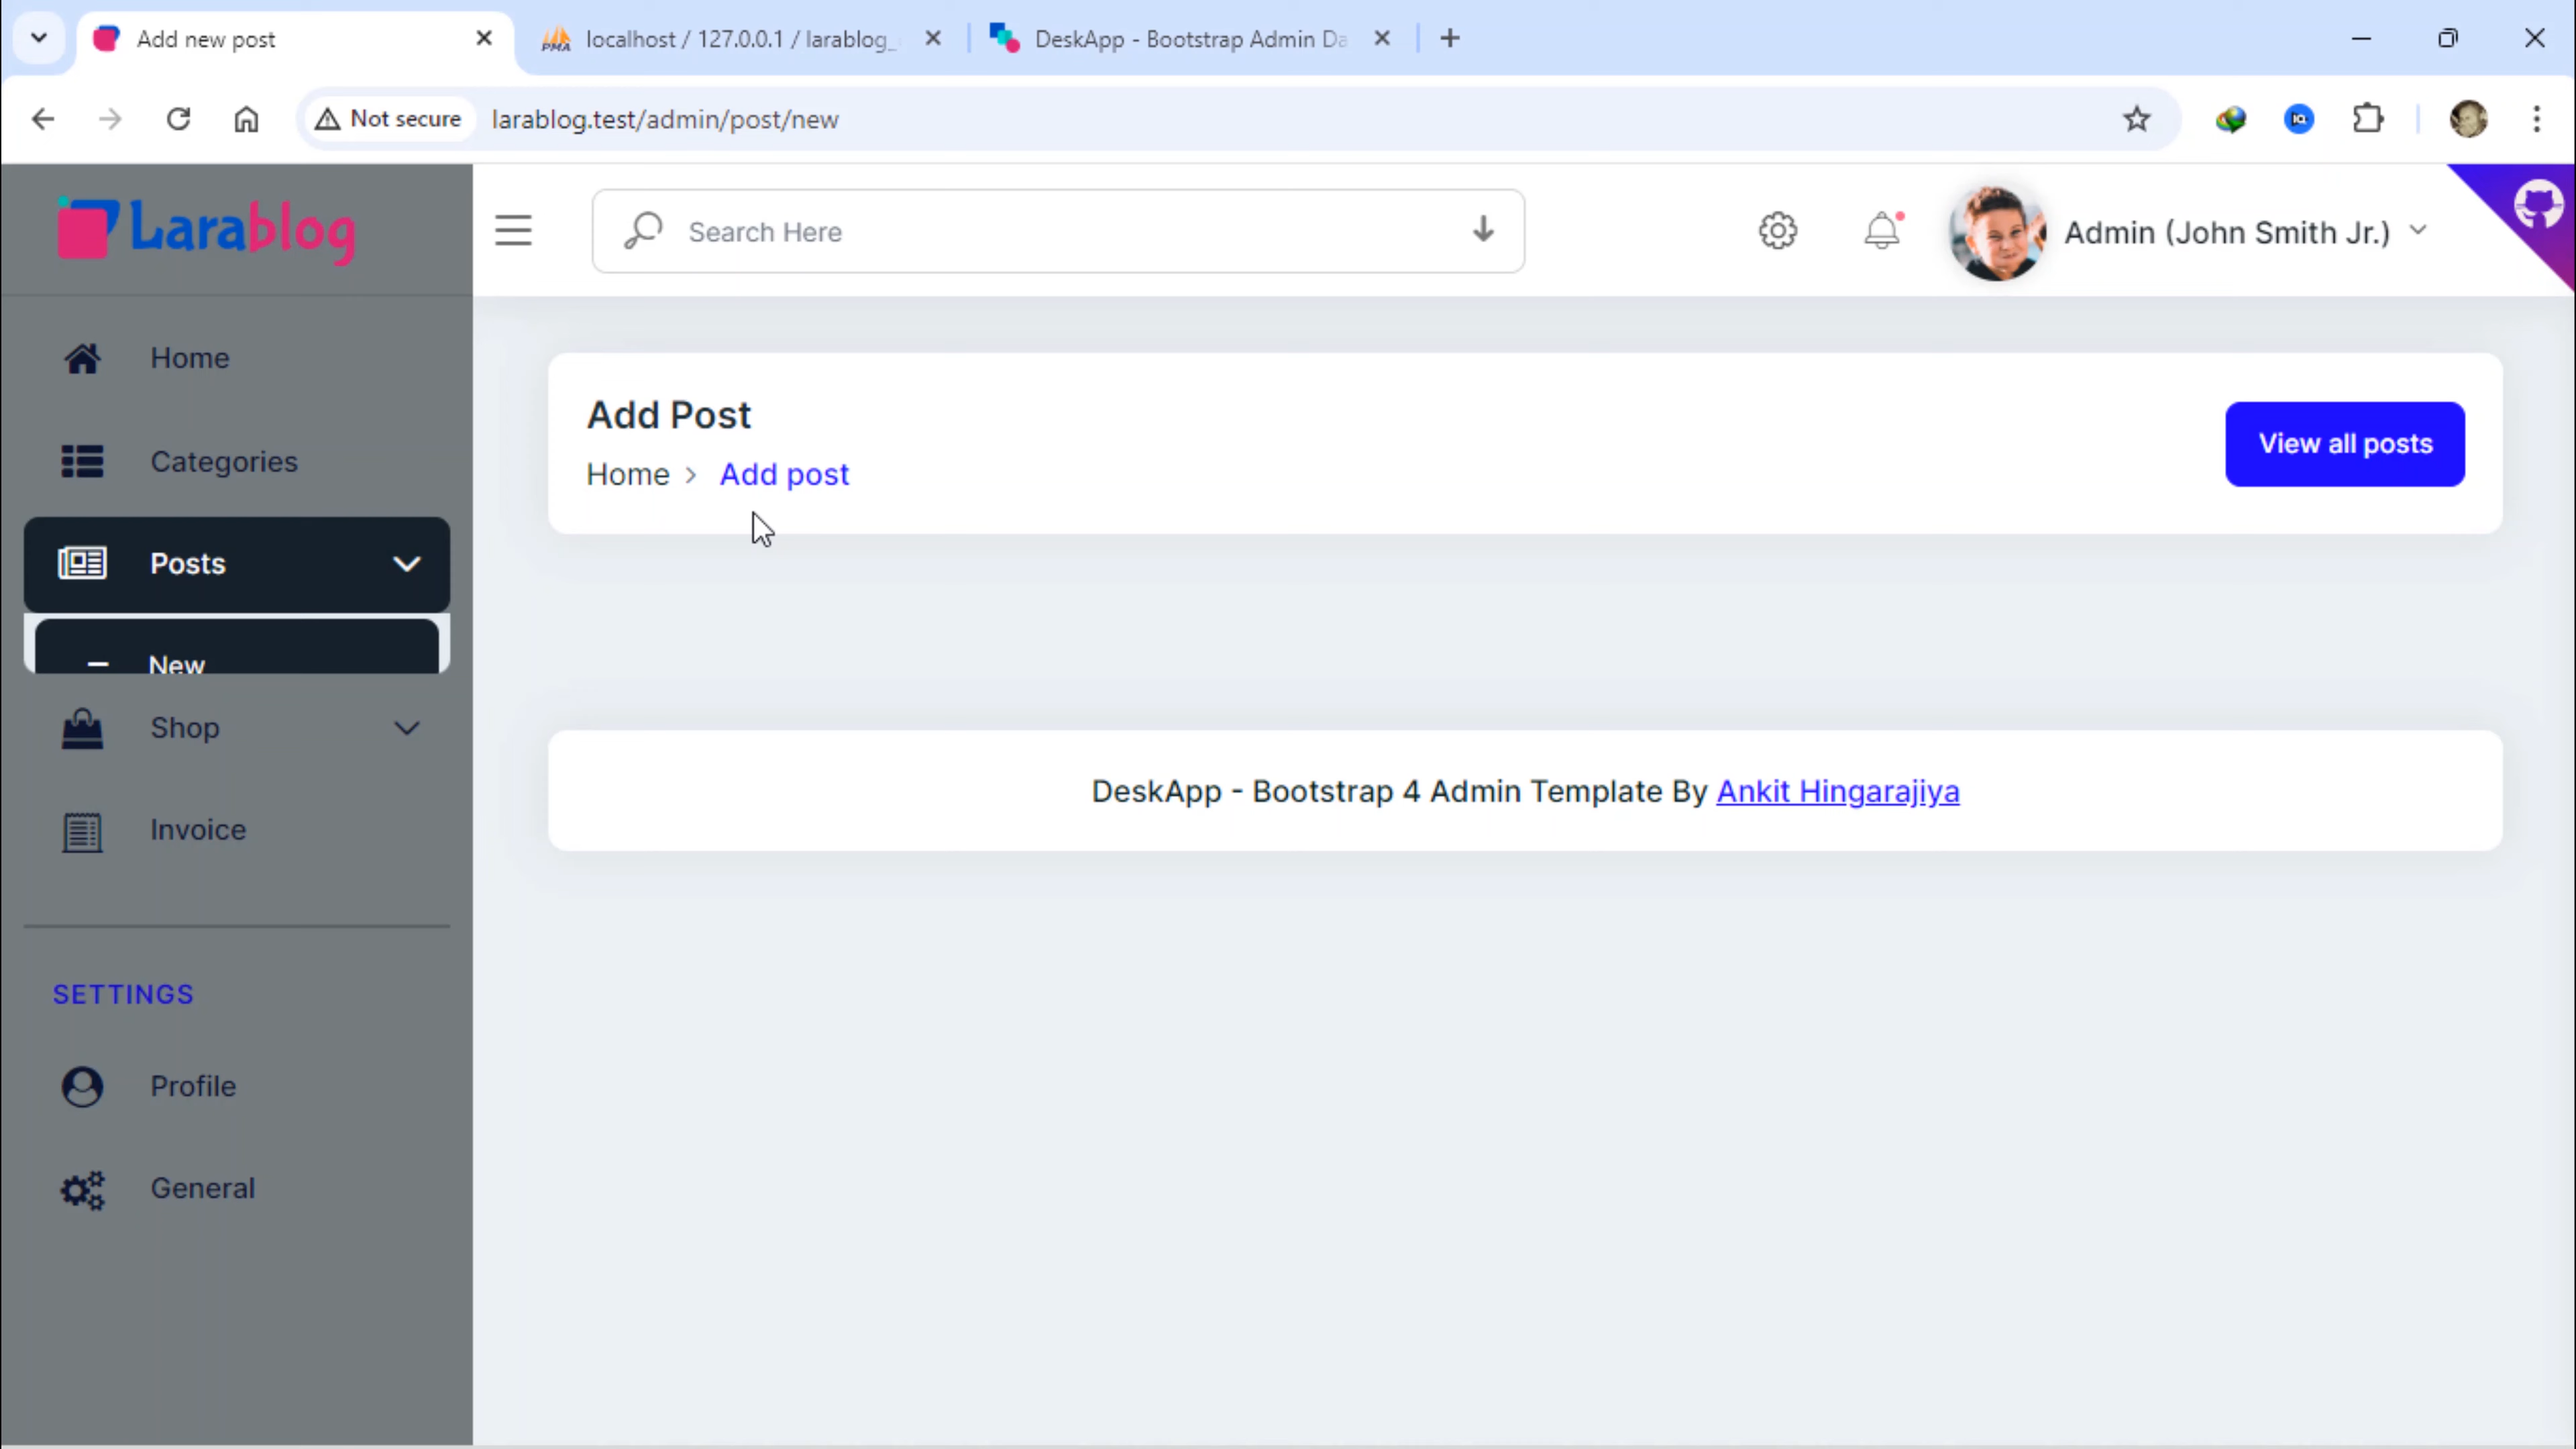 Add new post
localhost / 127.0.0.1 / larablog_
DeskApp - Bootstrap Admin Da
Not secure
larablog.test/admin/post/new
Larablog
Search Here
Admin (John Smith Jr.)
Home
Categories
Posts
New
Shop
Invoice
SETTINGS
Profile
General
Add Post
Home > Add post
View all posts
DeskApp - Bootstrap 4 Admin Template By Ankit Hingarajiya
PMA